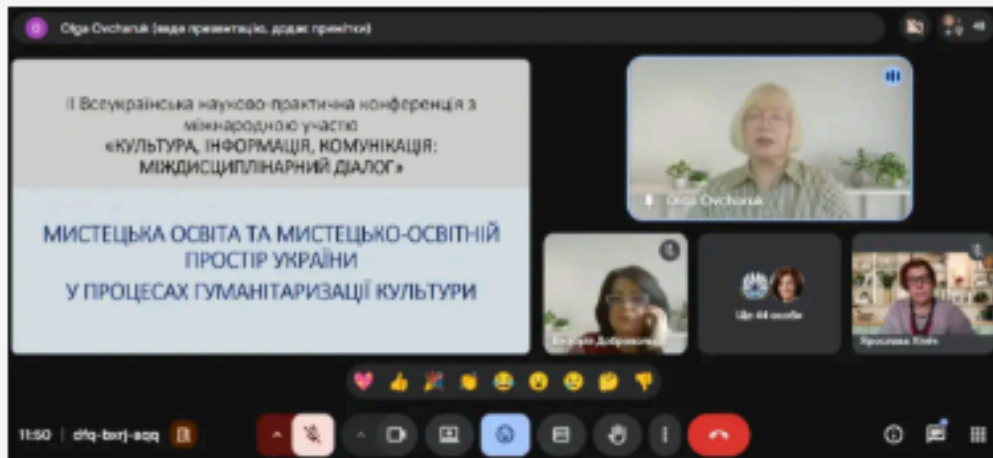 Olga Ovcharuk (веде презентацію, додає примітки)
48
ІІ Всеукраїнська науково-практична конференція з
міжнародною участю
«КУЛЬТУРА, ІНФОРМАЦІЯ, КОМУНІКАЦІЯ:
МІЖДИСЦИПЛІНАРНИЙ ДІАЛОГ»
МИСТЕЦЬКА ОСВІТА ТА МИСТЕЦЬКО-ОСВІТНІЙ
ПРОСТІР УКРАЇНИ
У ПРОЦЕСАХ ГУМАНІТАРИЗАЦІЇ КУЛЬТУРИ
Olga Ovcharuk
Ще 44 особи
Ярослава
11:50 | dfq-bxrj-aqq